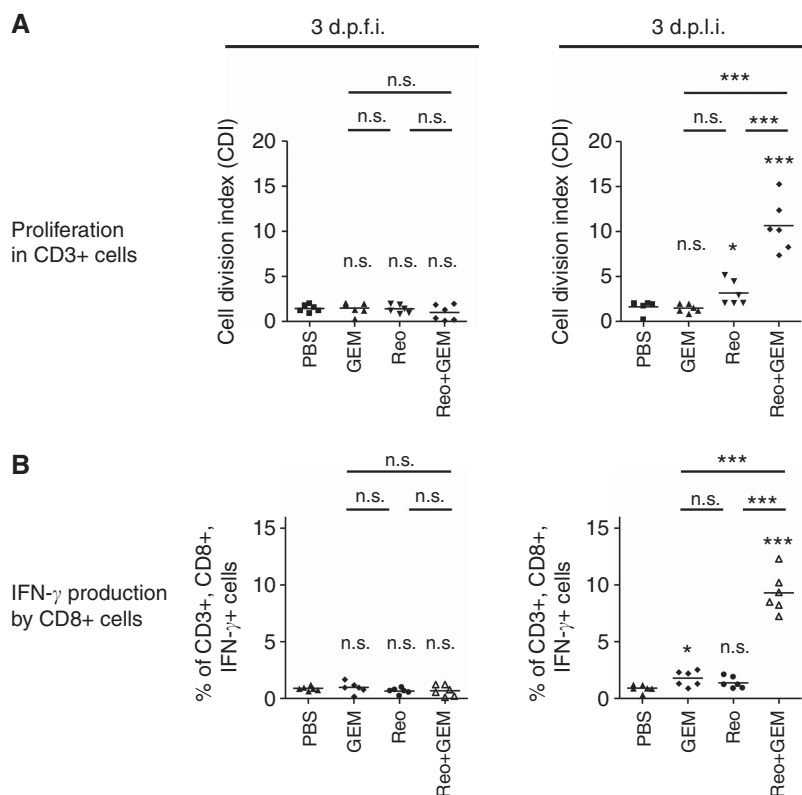 A
3 d.p.f.i.
3 d.p.l.i.
Proliferation
in CD3+ cells
Cell division index (CDI)
20
15
10
5
0
n.s.
n.s.
n.s.
n.s.
n.s.
n.s.
PBS
GEM
Reo
Reo+GEM
Cell division index (CDI)
20
15
10
5
0
***
n.s.
***
***
n.s.
*
PBS
GEM
Reo
Reo+GEM
B
IFN-γ production
by CD8+ cells
% of CD3+, CD8+,
IFN-γ+ cells
15
10
5
0
n.s.
n.s.
n.s.
n.s.
n.s.
n.s.
PBS
GEM
Reo
Reo+GEM
% of CD3+, CD8+,
IFN-γ+ cells
15
10
5
0
***
n.s.
***
***
*
n.s.
PBS
GEM
Reo
Reo+GEM